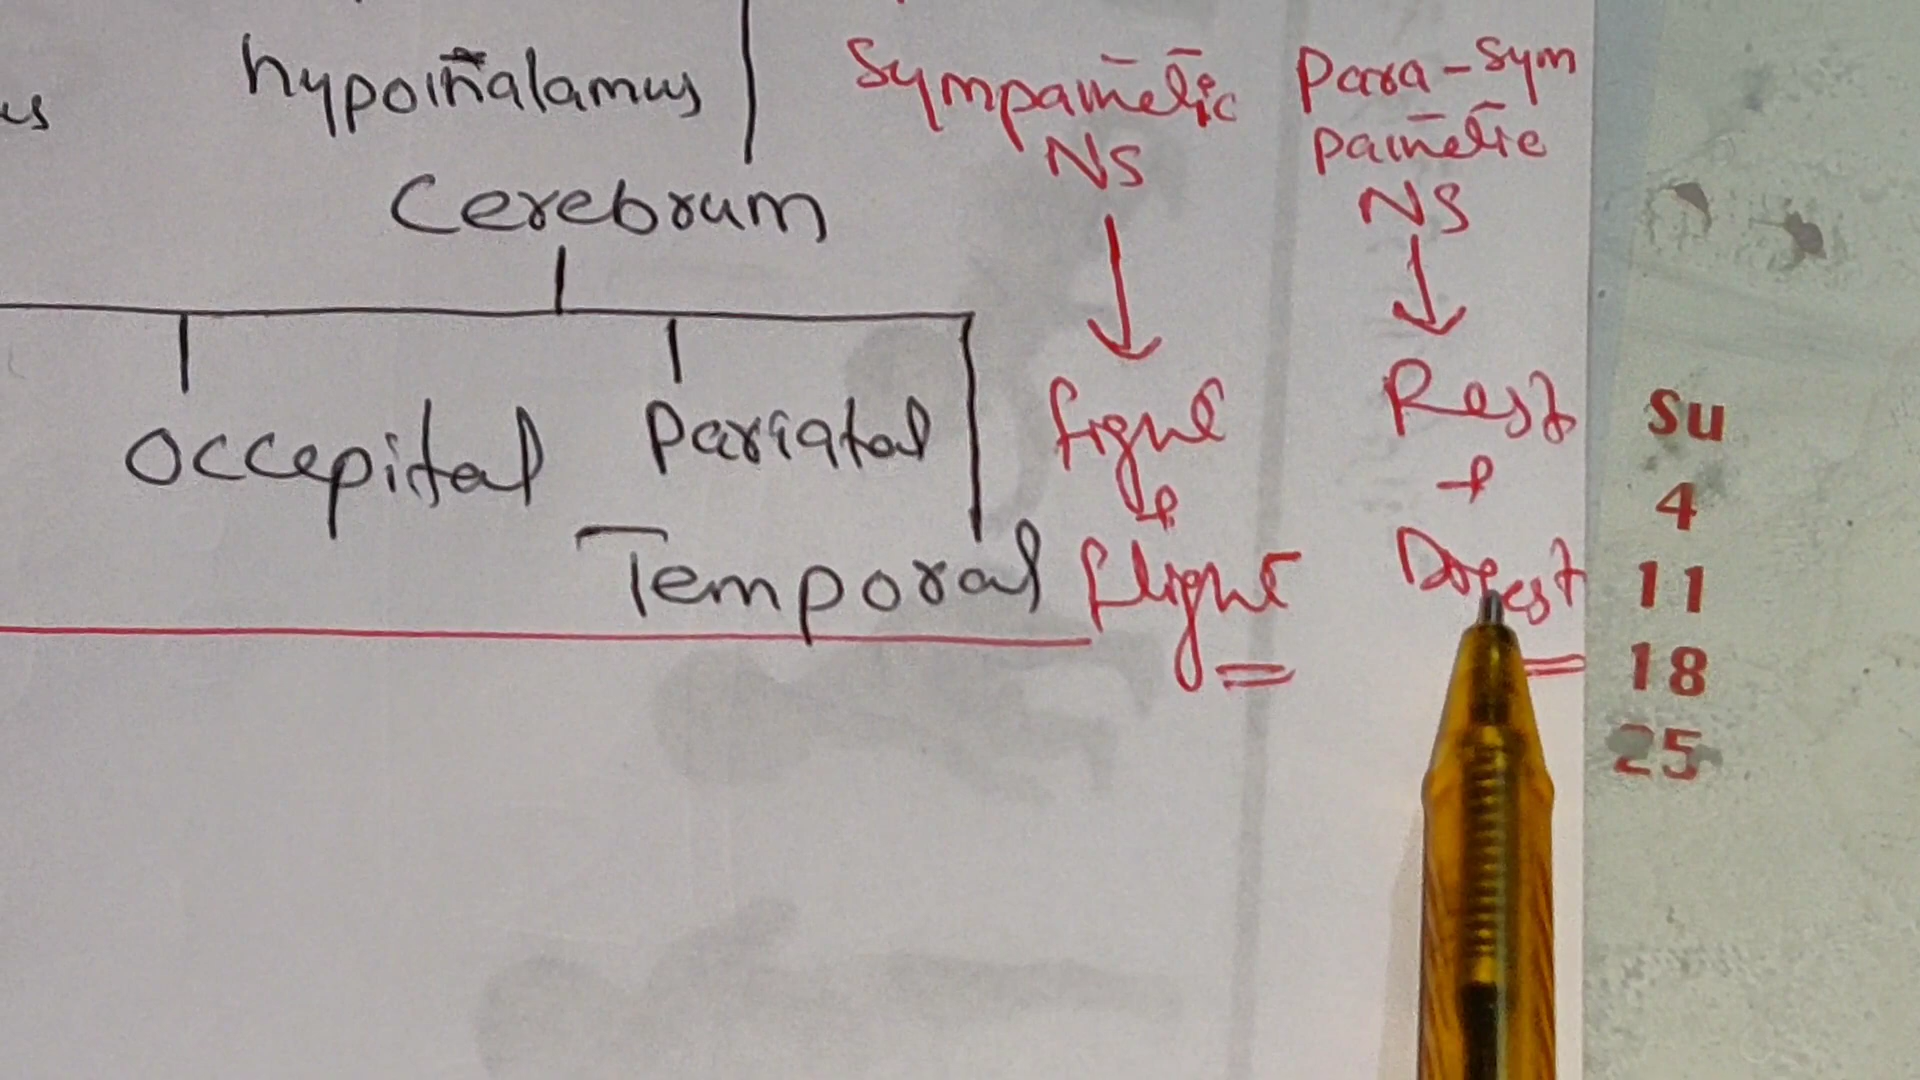 us hypothalamus
Sympathetic
NS
Para-sym
pathetic
NS
Cerebrum
Occepital
Pariatal
Temporal
fight
+
flight
Rest
+
Digest
Su
4
11
18
25